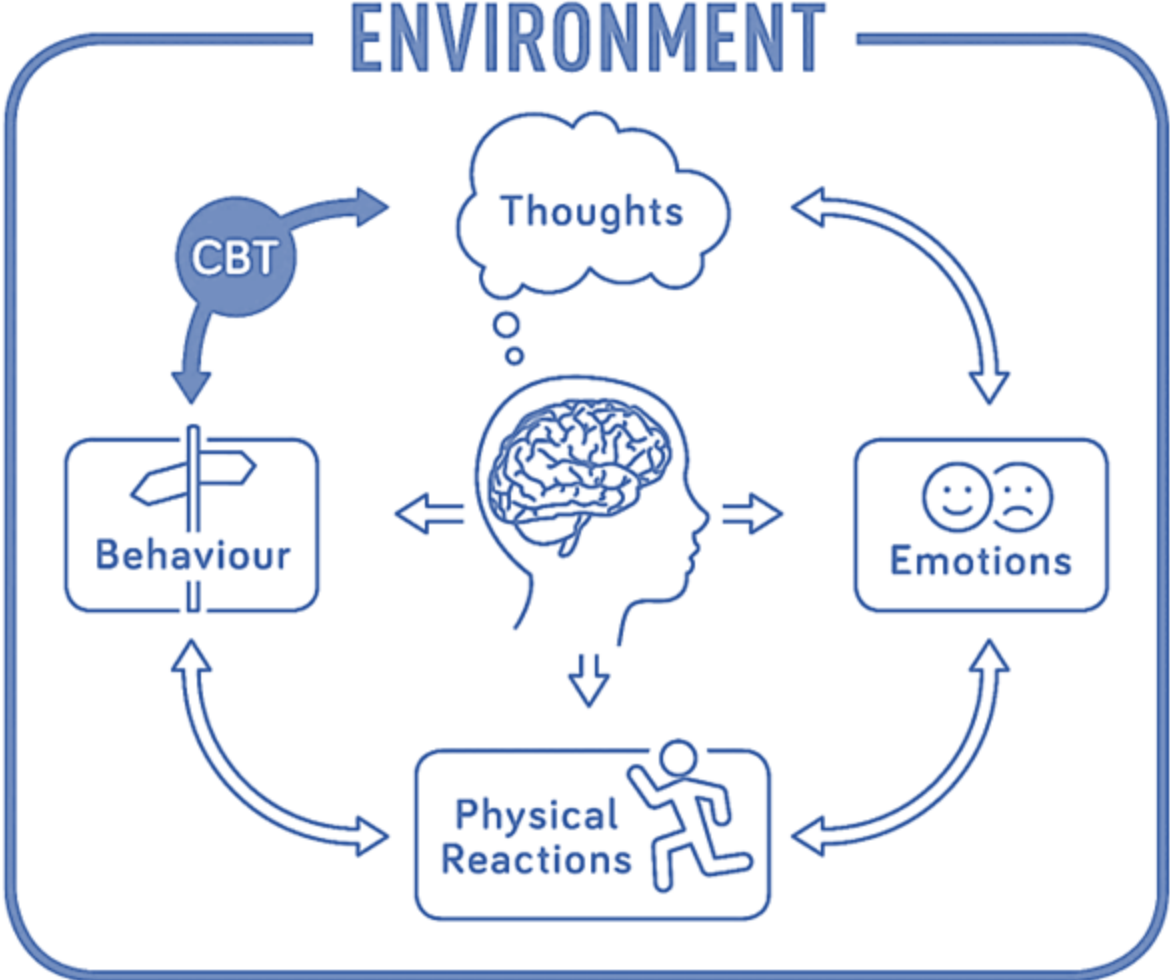 ENVIRONMENT
Thoughts
CBT
Behaviour
Emotions
Physical
Reactions